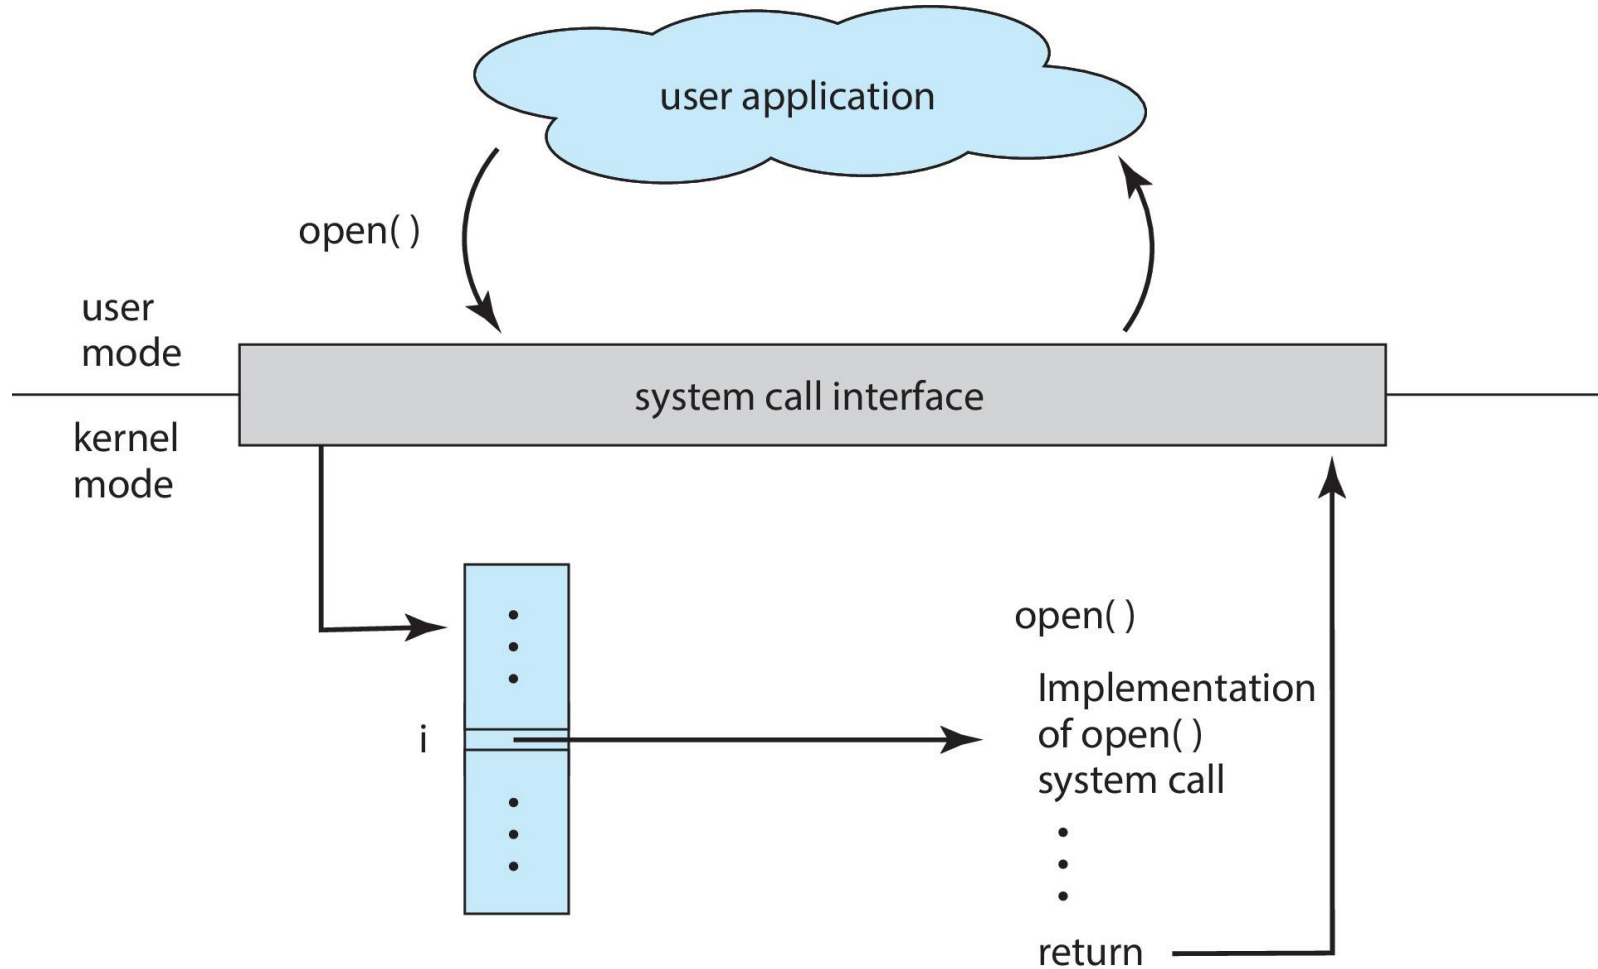 user application
open( )
user
mode
system call interface
kernel
mode
open( )
Implementation
of open( )
system call
i
return